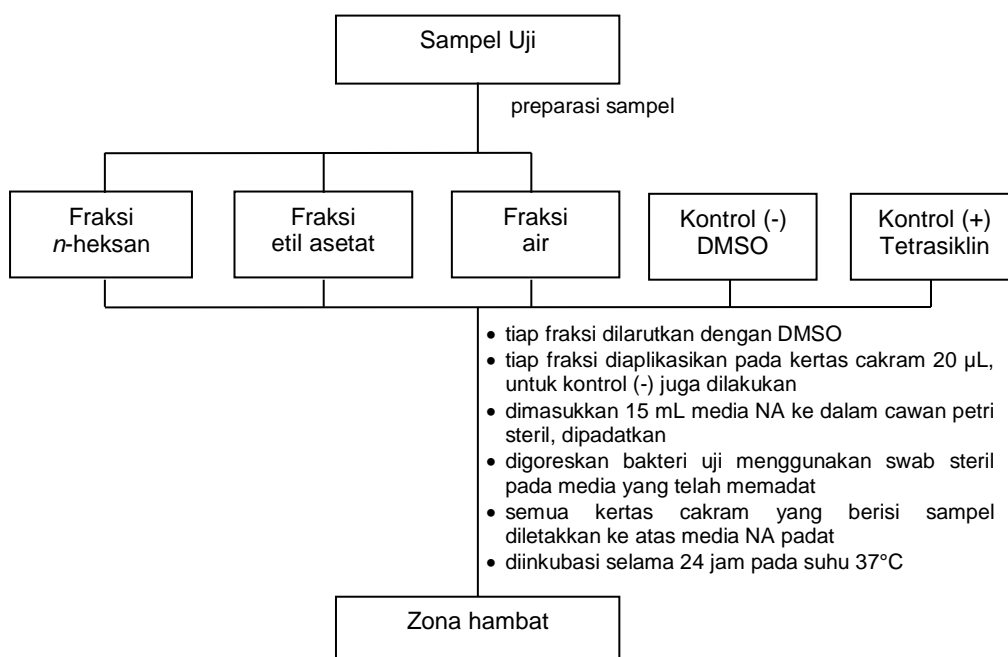 Sampel Uji
preparasi sampel
Fraksi
n-heksan
Fraksi
etil asetat
Fraksi
air
Kontrol (-)
DMSO
Kontrol (+)
Tetrasiklin
• tiap fraksi dilarutkan dengan DMSO
• tiap fraksi diaplikasikan pada kertas cakram 20 µL,
untuk kontrol (-) juga dilakukan
• dimasukkan 15 mL media NA ke dalam cawan petri
steril, dipadatkan
• digoreskan bakteri uji menggunakan swab steril
pada media yang telah memadat
• semua kertas cakram yang berisi sampel
diletakkan ke atas media NA padat
• diinkubasi selama 24 jam pada suhu 37°C
Zona hambat